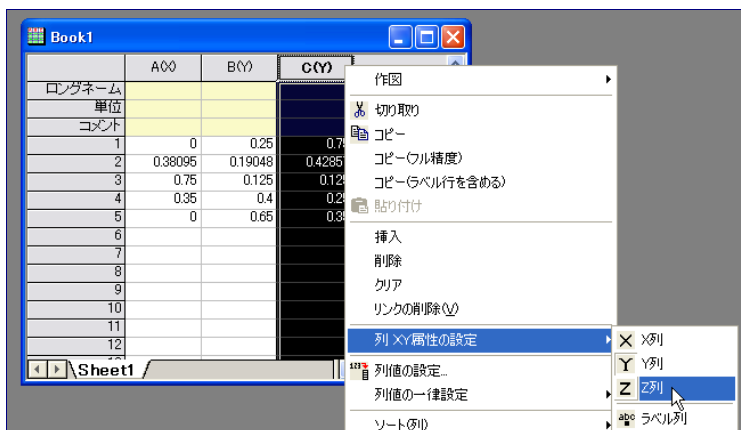 Book1
A(X) B(Y) C(Y)
ロングネーム
単位
コメント
1 0 0.25
2 0.38095 0.19048
3 0.75 0.125
4 0.35 0.4
5 0 0.65
6
7
8
9
10
11
12
Sheet1
作図
切り取り
コピー
コピー(フル精度)
コピー(ラベル行を含める)
貼り付け
挿入
削除
クリア
リンクの削除(V)
列 XY属性の設定
列値の設定...
列値の一律設定
ソート(列)
X X列
Y Y列
Z Z列
abc ラベル列